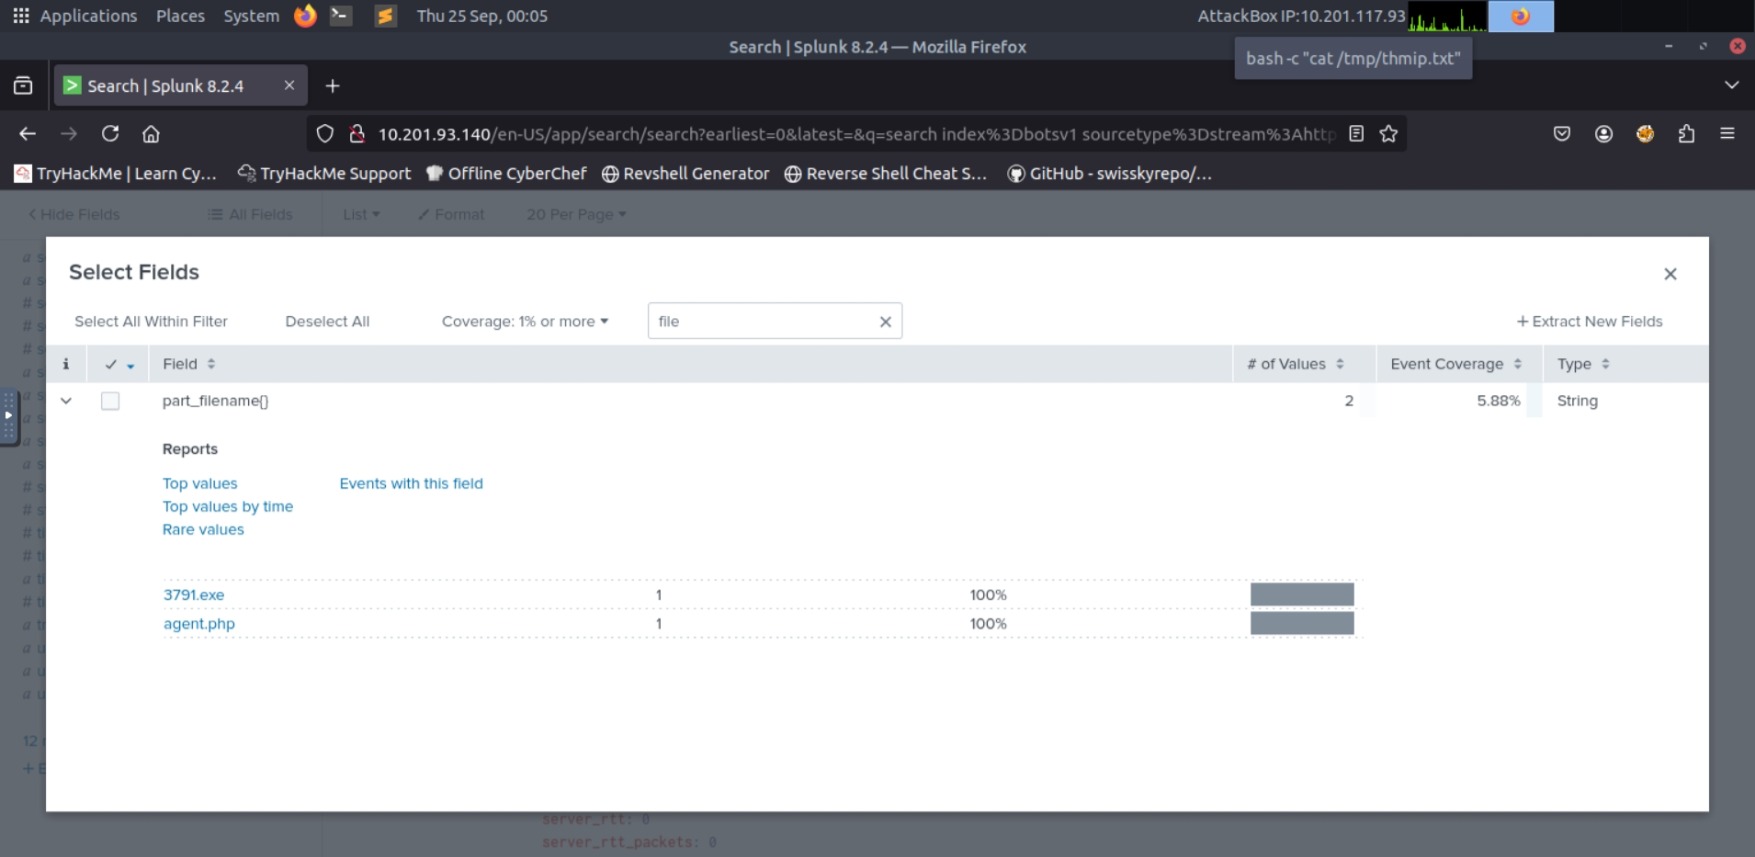 Applications Places System Thu 25 Sep, 00:05 AttackBox IP:10.201.117.93
Search | Splunk 8.2.4 — Mozilla Firefox
bash -c "cat /tmp/thmip.txt"
Search | Splunk 8.2.4
10.201.93.140/en-US/app/search/search?earliest=0&latest=&q=search index%3Dbotsv1 sourcetype%3Dstream%3Ahttp
TryHackMe | Learn Cy... TryHackMe Support Offline CyberChef Revshell Generator Reverse Shell Cheat S... GitHub - swisskyrepo/...
Hide Fields All Fields List Format 20 Per Page
Select Fields
Select All Within Filter Deselect All Coverage: 1% or more file + Extract New Fields
i Field # of Values Event Coverage Type
part_filename{} 2 5.88% String
Reports
Top values Events with this field
Top values by time
Rare values
3791.exe 1 100%
agent.php 1 100%
server_rtt: 0
server_rtt_packets: 0